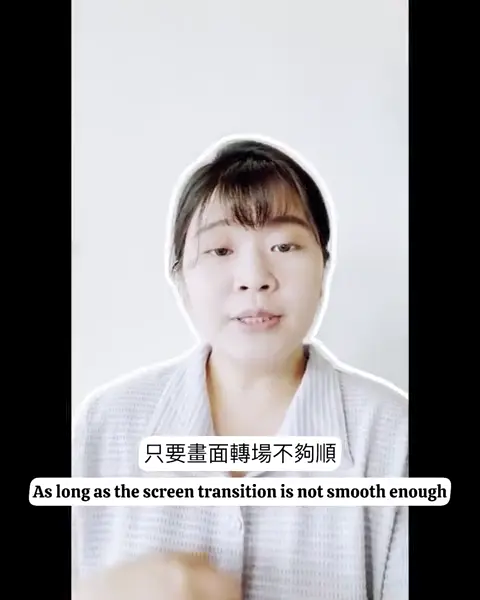 只要畫面轉場不夠順
As long as the screen transition is not smooth enough